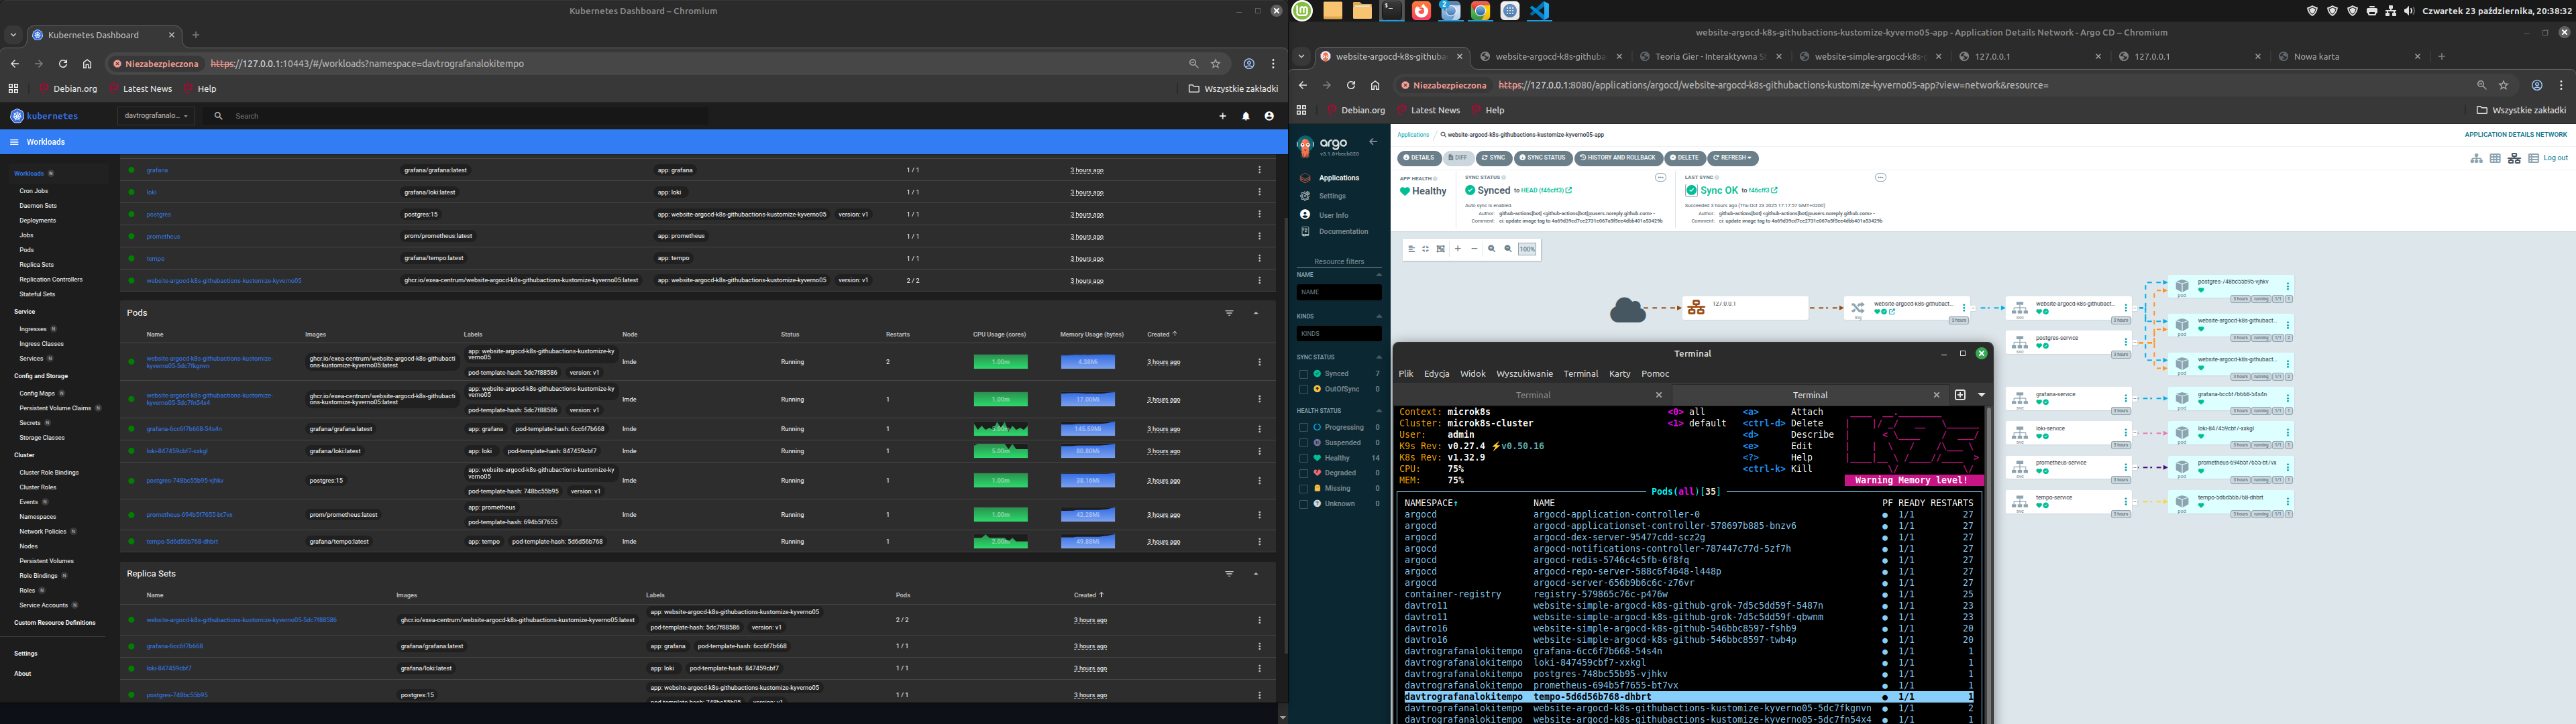 Kubernetes Dashboard – Chromium
Kubernetes Dashboard
Niezabezpieczona https://127.0.0.1:10443/#/workloads?namespace=davtrografanalokitempo
Debian.org Latest News Help Wszystkie zakładki
kubernetes davtrografanalo... Search
Workloads
Workloads N
Cron Jobs
Daemon Sets
Deployments
Jobs
Pods
Replica Sets
Replication Controllers
Stateful Sets
Service
Ingresses N
Ingress Classes
Services N
Config and Storage
Config Maps N
Persistent Volume Claims N
Secrets N
Storage Classes
Cluster
Cluster Role Bindings
Cluster Roles
Events N
Namespaces
Network Policies N
Nodes
Persistent Volumes
Role Bindings N
Roles N
Service Accounts N
Custom Resource Definitions
Settings
About
grafana grafana/grafana:latest app: grafana 1 / 1 3 hours ago
loki grafana/loki:latest app: loki 1 / 1 3 hours ago
postgres postgres:15 app: website-argocd-k8s-githubactions-kustomize-kyverno05 version: v1 1 / 1 3 hours ago
prometheus prom/prometheus:latest app: prometheus 1 / 1 3 hours ago
tempo grafana/tempo:latest app: tempo 1 / 1 3 hours ago
website-argocd-k8s-githubactions-kustomize-kyverno05 ghcr.io/exea-centrum/website-argocd-k8s-githubactions-kustomize-kyverno05:latest app: website-argocd-k8s-githubactions-kustomize-kyverno05 version: v1 2 / 2 3 hours ago
Pods
Name Images Labels Node Status Restarts CPU Usage (cores) Memory Usage (bytes) Created
website-argocd-k8s-githubactions-kustomize-kyverno05-5dc7fkgnvn ghcr.io/exea-centrum/website-argocd-k8s-githubactions-kustomize-kyverno05:latest app: website-argocd-k8s-githubactions-kustomize-kyverno05 pod-template-hash: 5dc7f88586 version: v1 lmde Running 2 1.00m 4.38Mi 3 hours ago
website-argocd-k8s-githubactions-kustomize-kyverno05-5dc7fn54x4 ghcr.io/exea-centrum/website-argocd-k8s-githubactions-kustomize-kyverno05:latest app: website-argocd-k8s-githubactions-kustomize-kyverno05 pod-template-hash: 5dc7f88586 version: v1 lmde Running 1 1.00m 17.00Mi 3 hours ago
grafana-6cc6f7b668-54s4n grafana/grafana:latest app: grafana pod-template-hash: 6cc6f7b668 lmde Running 1 3 hours ago
loki-847459cbf7-xxkgl grafana/loki:latest app: loki pod-template-hash: 847459cbf7 lmde Running 1 5.00m 80.80Mi 3 hours ago
postgres-748bc55b95-vjhkv postgres:15 app: website-argocd-k8s-githubactions-kustomize-kyverno05 pod-template-hash: 748bc55b95 version: v1 lmde Running 1 1.00m 38.16Mi 3 hours ago
prometheus-694b5f7655-bt7vx prom/prometheus:latest app: prometheus pod-template-hash: 694b5f7655 lmde Running 1 1.00m 42.28Mi 3 hours ago
tempo-5d6d56b768-dhbrt grafana/tempo:latest app: tempo pod-template-hash: 5d6d56b768 lmde Running 1 2.00m 49.88Mi 3 hours ago
Replica Sets
Name Images Labels Pods Created
website-argocd-k8s-githubactions-kustomize-kyverno05-5dc7f88586 ghcr.io/exea-centrum/website-argocd-k8s-githubactions-kustomize-kyverno05:latest app: website-argocd-k8s-githubactions-kustomize-kyverno05 pod-template-hash: 5dc7f88586 version: v1 2 / 2 3 hours ago
grafana-6cc6f7b668 grafana/grafana:latest app: grafana pod-template-hash: 6cc6f7b668 1 / 1 3 hours ago
loki-847459cbf7 grafana/loki:latest app: loki pod-template-hash: 847459cbf7 1 / 1 3 hours ago
postgres-748bc55b95 postgres:15 app: website-argocd-k8s-githubactions-kustomize-kyverno05 1 / 1 3 hours ago
Czwartek 23 października, 20:38:32
website-argocd-k8s-githubactions-kustomize-kyverno05-app - Application Details Network - Argo CD – Chromium
website-argocd-k8s-githubac website-argocd-k8s-githubac Teoria Gier - Interaktywna S website-simple-argocd-k8s- 127.0.0.1 127.0.0.1 Nowa karta
Niezabezpieczona https://127.0.0.1:8080/applications/argocd/website-argocd-k8s-githubactions-kustomize-kyverno05-app?view=network&resource=
Debian.org Latest News Help Wszystkie zakładki
argo
Applications
Settings
User Info
Documentation
Applications / website-argocd-k8s-githubactions-kustomize-kyverno05-app APPLICATION DETAILS NETWORK
DETAILS DIFF SYNC SYNC STATUS HISTORY AND ROLLBACK DELETE REFRESH Log out
APP HEALTH
Healthy
SYNC STATUS
Synced to HEAD (f46cff3)
Auto sync is enabled.
Author: github-actions[bot] <github-actions[bot]@users.noreply.github.com> -
Comment: ci: update image tag to 4a69d39cd7ce2731e067a5f5ee4dbb401a53429b
LAST SYNC
Sync OK to f46cff3
Succeeded 3 hours ago (Thu Oct 23 2025 17:17:57 GMT+0200)
Author: github-actions[bot] <github-actions[bot]@users.noreply.github.com> -
Comment: ci: update image tag to 4a69d39cd7ce2731e067a5f5ee4dbb401a53429b
100%
Resource filters
NAME
NAME
KINDS
KINDS
SYNC STATUS
Synced 7
OutOfSync 0
HEALTH STATUS
Progressing 0
Suspended 0
Healthy 14
Degraded 0
Missing 0
Unknown 0
127.0.0.1
website-argocd-k8s-githubact...
website-argocd-k8s-githubact...
postgres-service
grafana-service
loki-service
prometheus-service
tempo-service
postgres-748bc55b95-vjhkv
website-argocd-k8s-githubact...
website-argocd-k8s-githubact...
grafana-6cc6f7b668-54s4n
loki-847459cbf7-xxkgl
prometheus-694b5f7655-bt7vx
tempo-5d6d56b768-dhbrt
Terminal
Plik Edycja Widok Wyszukiwanie Terminal Karty Pomoc
Terminal Terminal
Context: microk8s <0> all <a> Attach
Cluster: microk8s-cluster <1> default <ctrl-d> Delete
User: admin <d> Describe
K9s Rev: v0.27.4 ⚡v0.50.16 <e> Edit
K8s Rev: v1.32.9 <?> Help
CPU: 75% <ctrl-k> Kill
MEM: 75% Warning Memory level!
Pods(all)[35]
NAMESPACE↑ NAME PF READY RESTARTS
argocd argocd-application-controller-0 ● 1/1 27
argocd argocd-applicationset-controller-578697b885-bnzv6 ● 1/1 27
argocd argocd-dex-server-95477cdd-scz2g ● 1/1 27
argocd argocd-notifications-controller-787447c77d-5zf7h ● 1/1 27
argocd argocd-redis-5746c4c5fb-6f8fq ● 1/1 27
argocd argocd-repo-server-588c6f4648-l448p ● 1/1 27
argocd argocd-server-656b9b6c6c-z76vr ● 1/1 27
container-registry registry-579865c76c-p476w ● 1/1 25
davtro11 website-simple-argocd-k8s-github-grok-7d5c5dd59f-5487n ● 1/1 23
davtro11 website-simple-argocd-k8s-github-grok-7d5c5dd59f-qbwnm ● 1/1 23
davtro16 website-simple-argocd-k8s-github-546bbc8597-fshb9 ● 1/1 20
davtro16 website-simple-argocd-k8s-github-546bbc8597-twb4p ● 1/1 20
davtrografanalokitempo grafana-6cc6f7b668-54s4n ● 1/1 1
davtrografanalokitempo loki-847459cbf7-xxkgl ● 1/1 1
davtrografanalokitempo postgres-748bc55b95-vjhkv ● 1/1 1
davtrografanalokitempo prometheus-694b5f7655-bt7vx ● 1/1 1
davtrografanalokitempo tempo-5d6d56b768-dhbrt ● 1/1 1
davtrografanalokitempo website-argocd-k8s-githubactions-kustomize-kyverno05-5dc7fkgnvn ● 1/1 2
davtrografanalokitempo website-argocd-k8s-githubactions-kustomize-kyverno05-5dc7fn54x4 ● 1/1 1